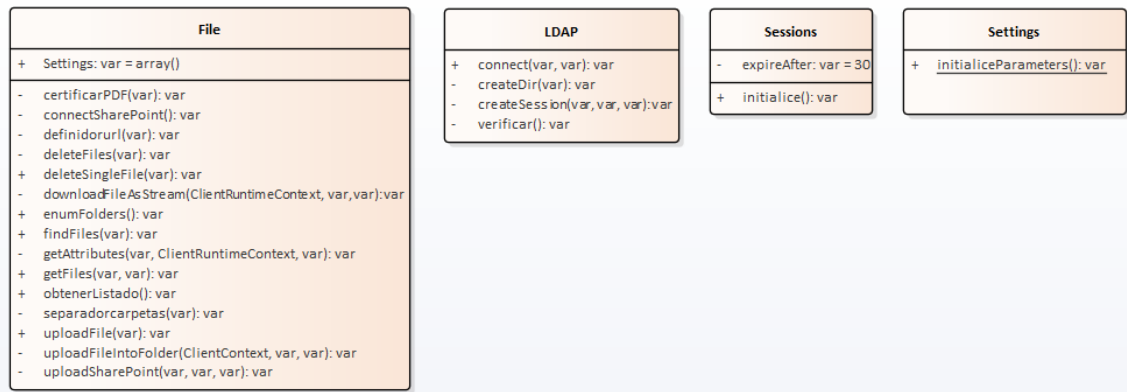 File
+ Settings: var = array()
- certificarPDF(var): var
- connectSharePoint(): var
- definidorurl(var): var
- deleteFiles(var): var
+ deleteSingleFile(var): var
- downloadFileAsStream(ClientRuntimeContext, var,var):var
+ enumFolders(): var
+ findFiles(var): var
- getAttributes(var, ClientRuntimeContext, var): var
+ getFiles(var, var): var
+ obtenerListado(): var
- separadorcarpetas(var): var
+ uploadFile(var): var
- uploadFileIntoFolder(ClientContext, var, var): var
- uploadSharePoint(var, var, var): var
LDAP
+ connect(var, var): var
- createDir(var): var
- createSession(var, var, var):var
- verificar(): var
Sessions
- expireAfter: var = 30
+ initialice(): var
Settings
+ initialiceParameters(): var